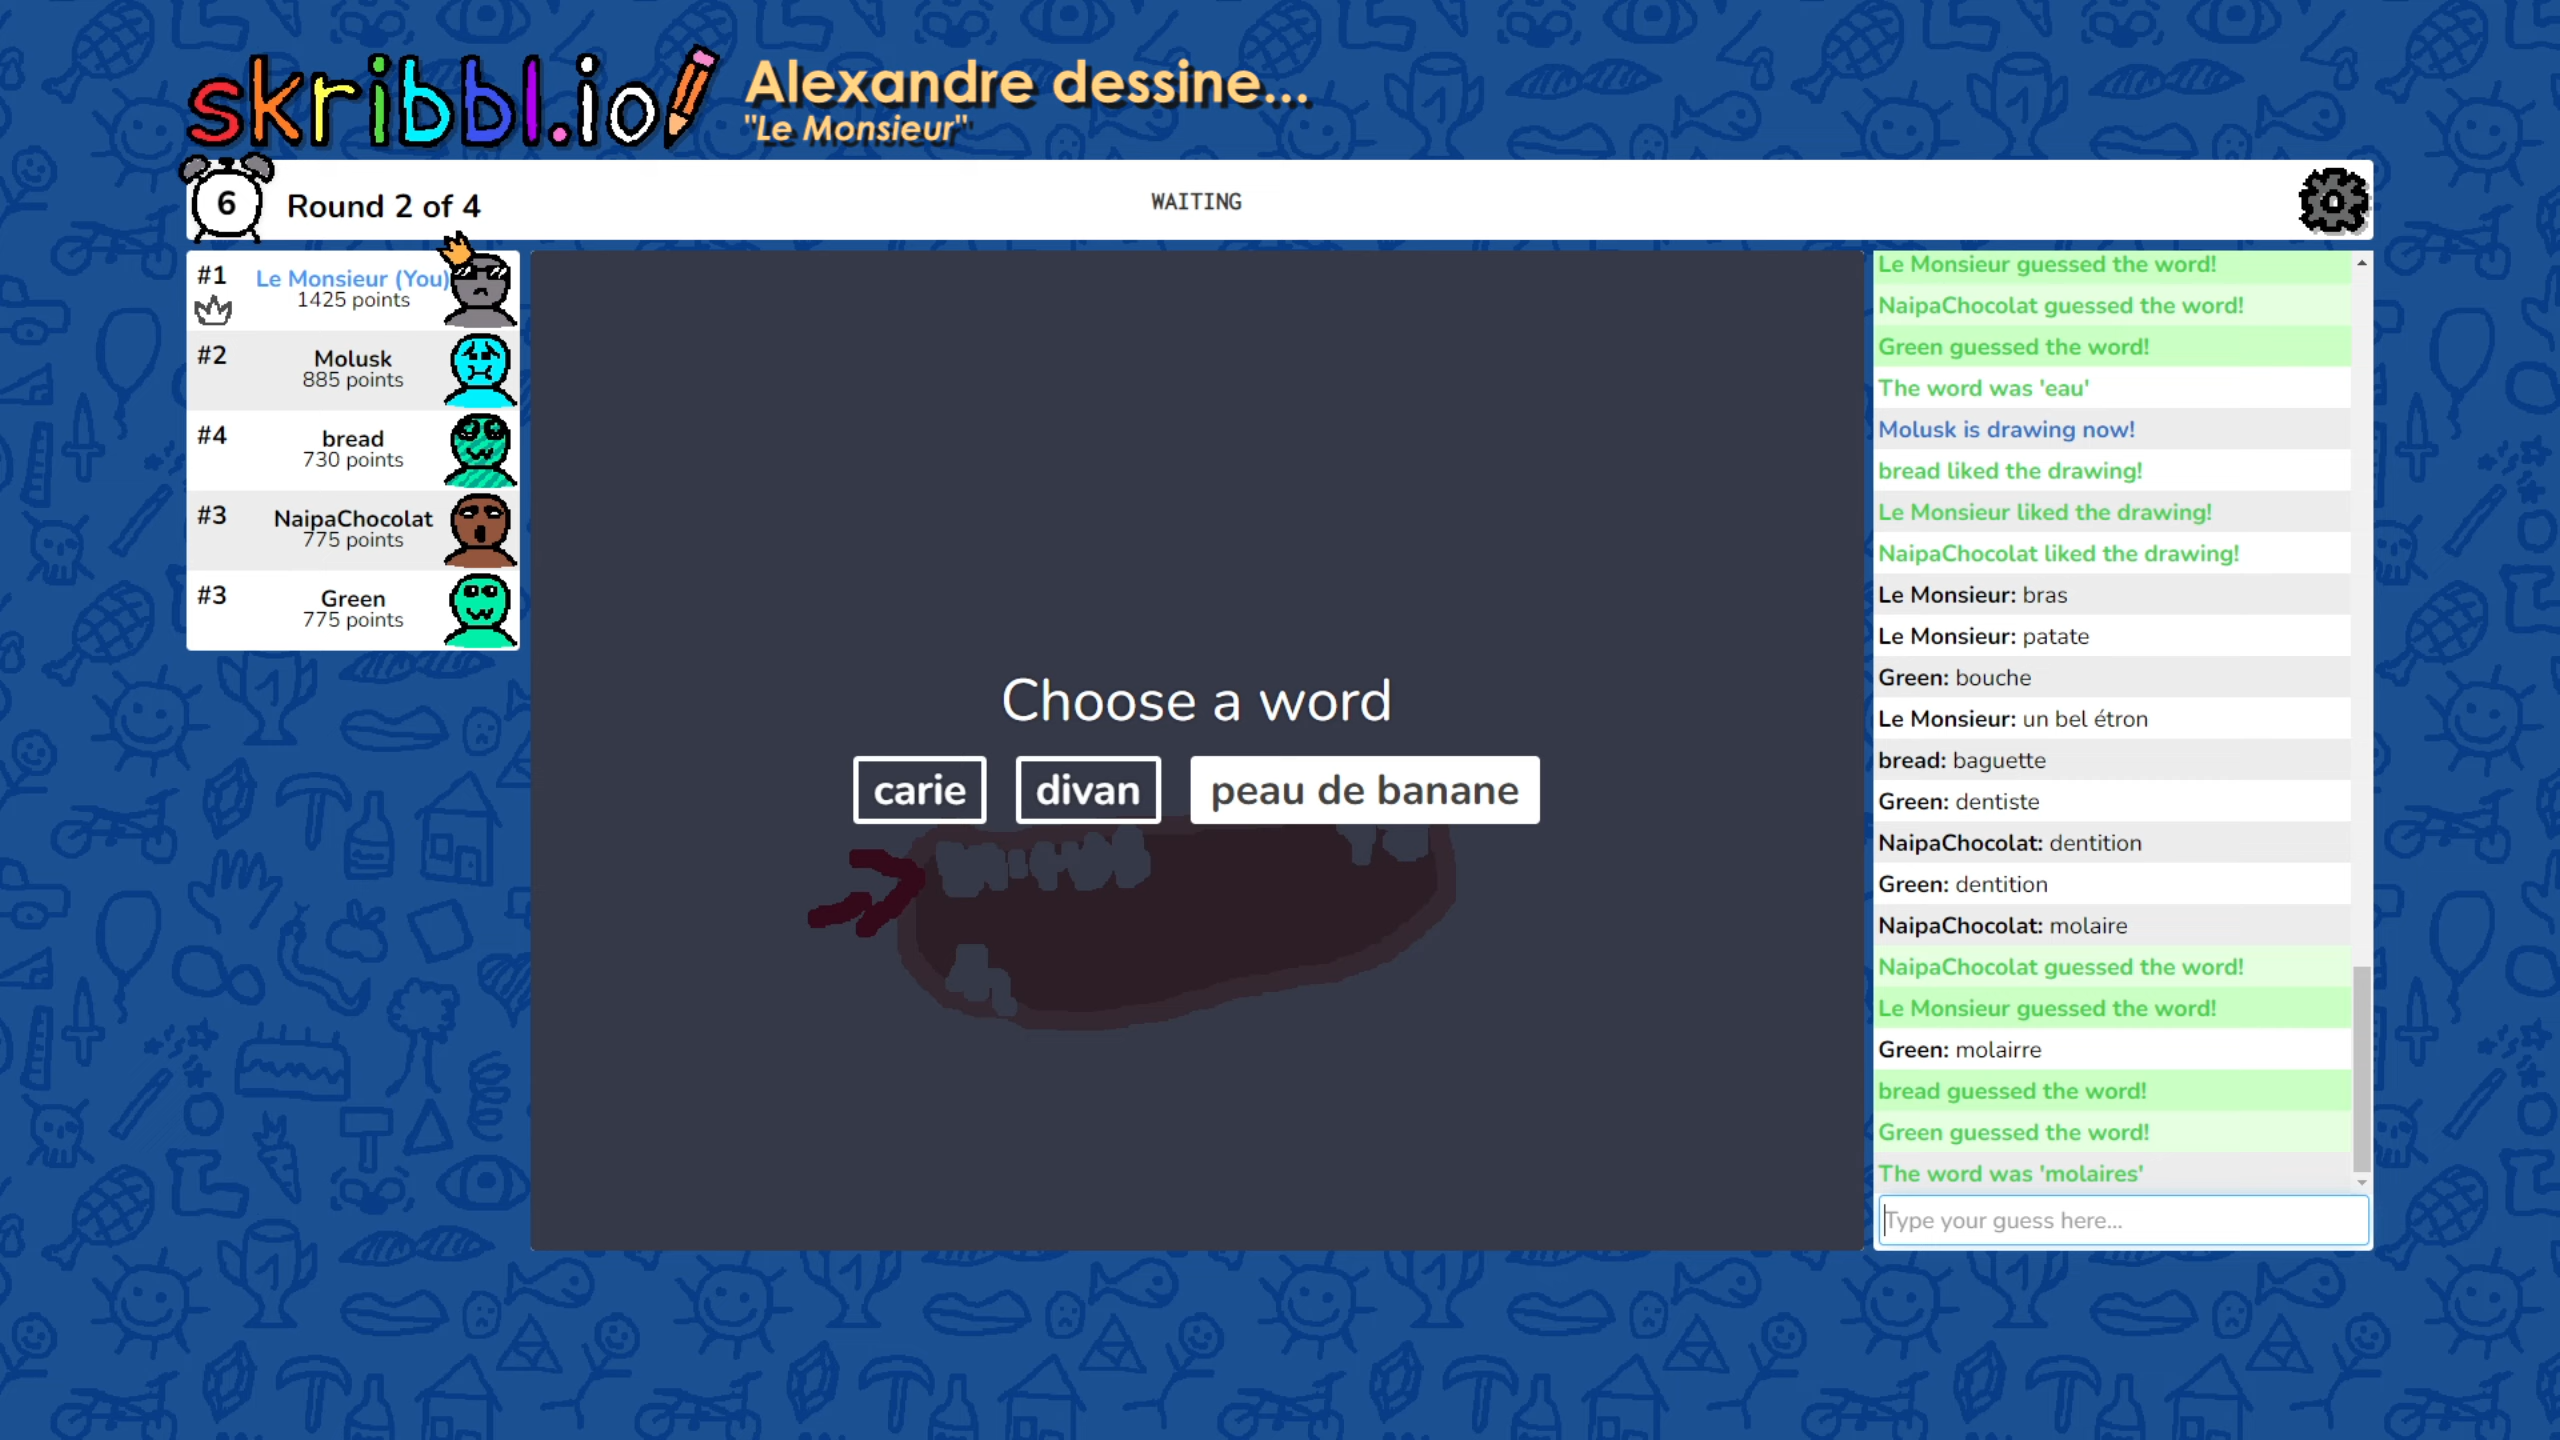 skribbl.io
Alexandre dessine...
"Le Monsieur"
6
Round 2 of 4
WAITING
#1
Le Monsieur (You)
1425 points
#2
Molusk
885 points
#4
bread
730 points
#3
NaipaChocolat
775 points
#3
Green
775 points
Choose a word
carie
divan
peau de banane
Le Monsieur guessed the word!
NaipaChocolat guessed the word!
Green guessed the word!
The word was 'eau'
Molusk is drawing now!
bread liked the drawing!
Le Monsieur liked the drawing!
NaipaChocolat liked the drawing!
Le Monsieur: bras
Le Monsieur: patate
Green: bouche
Le Monsieur: un bel étron
bread: baguette
Green: dentiste
NaipaChocolat: dentition
Green: dentition
NaipaChocolat: molaire
NaipaChocolat guessed the word!
Le Monsieur guessed the word!
Green: molairre
bread guessed the word!
Green guessed the word!
The word was 'molaires'
Type your guess here...